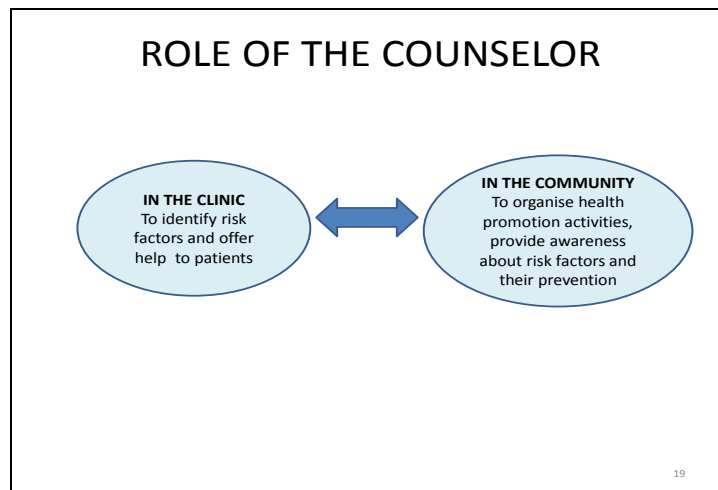 ROLE OF THE COUNSELOR
IN THE CLINIC
To identify risk
factors and offer
help to patients
IN THE COMMUNITY
To organise health
promotion activities,
provide awareness
about risk factors and
their prevention
19